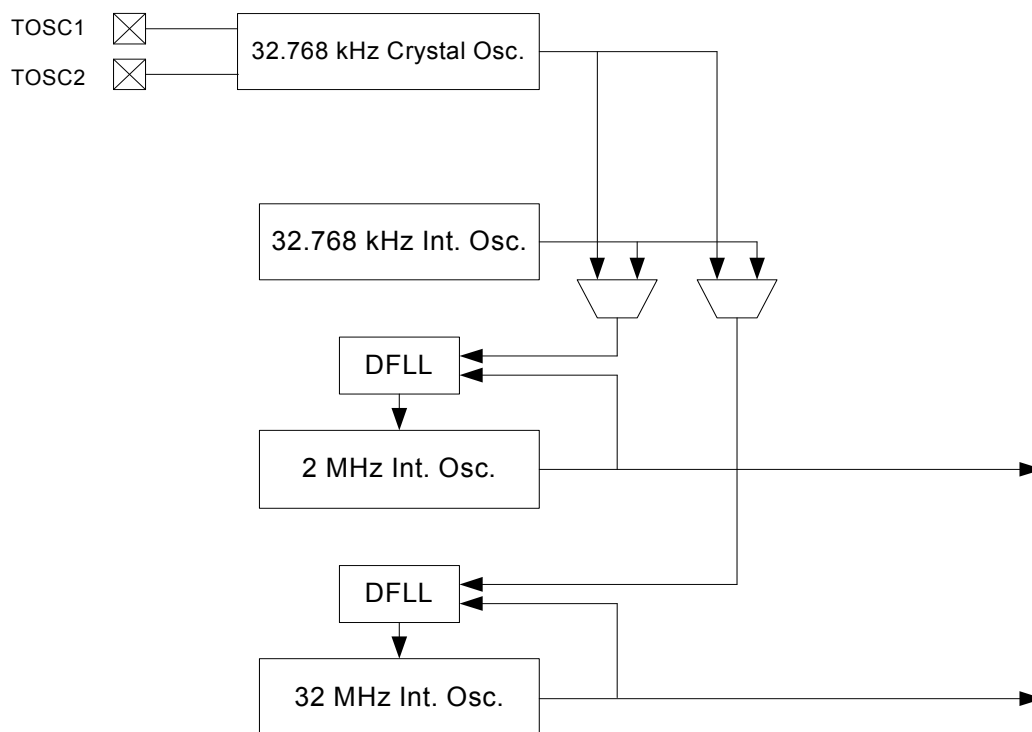 TOSC1
32.768 kHz Crystal Osc.
TOSC2
32.768 kHz Int. Osc.
DFLL
2 MHz Int. Osc.
DFLL
32 MHz Int. Osc.